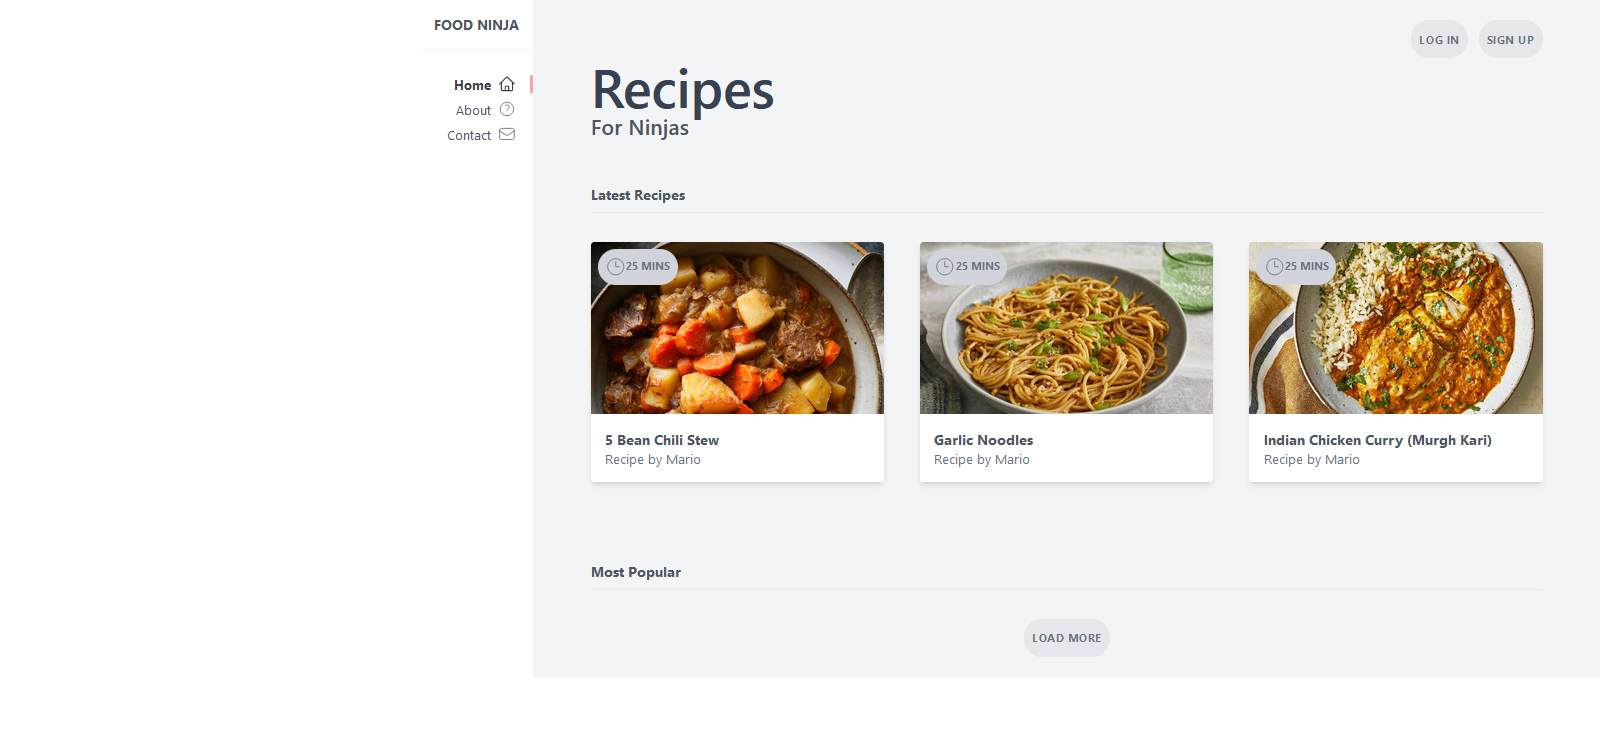 FOOD NINJA
Home
About
Contact
LOG IN
SIGN UP
Recipes
For Ninjas
Latest Recipes
25 MINS
5 Bean Chili Stew
Recipe by Mario
25 MINS
Garlic Noodles
Recipe by Mario
25 MINS
Indian Chicken Curry (Murgh Kari)
Recipe by Mario
Most Popular
LOAD MORE